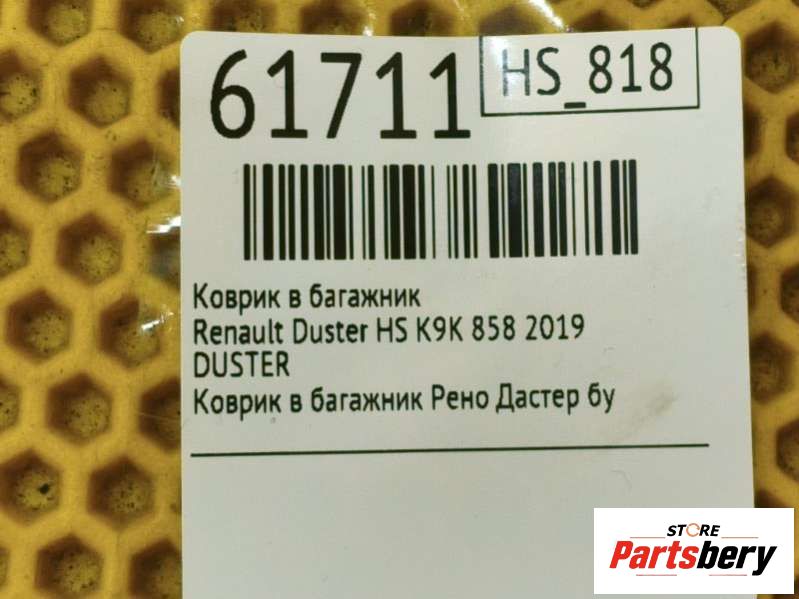 61711
HS_818
Коврик в багажник
Renault Duster HS K9K 858 2019
DUSTER
Коврик в багажник Рено Дастер бу
STORE
Partsbery